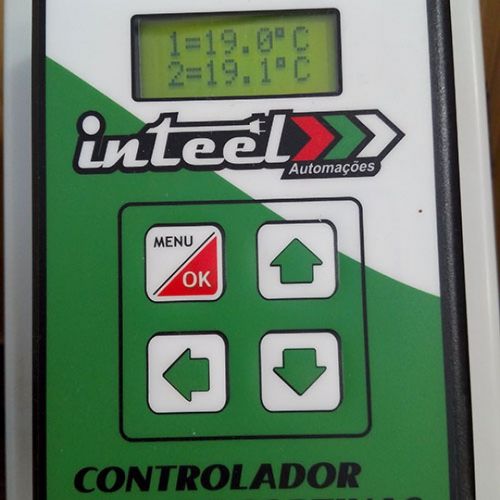 1=19.0°C
2=19.1°C
inteel
Automações
MENU
OK
CONTROLADOR